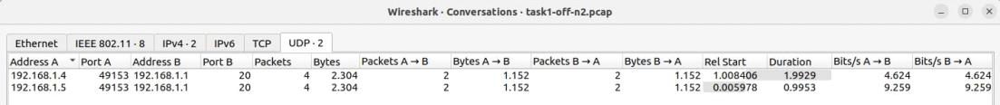 Wireshark · Conversations · task1-off-n2.pcap
Ethernet IEEE 802.11 · 8 IPv4 · 2 IPv6 TCP UDP · 2
Address A Port A Address B Port B Packets Bytes Packets A → B Bytes A → B Packets B → A Bytes B → A Rel Start Duration Bits/s A → B Bits/s B → A
192.168.1.4 49153 192.168.1.1 20 4 2.304 2 1.152 2 1.152 1.008406 1.9929 4.624 4.624
192.168.1.5 49153 192.168.1.1 20 4 2.304 2 1.152 2 1.152 0.005978 0.9953 9.259 9.259